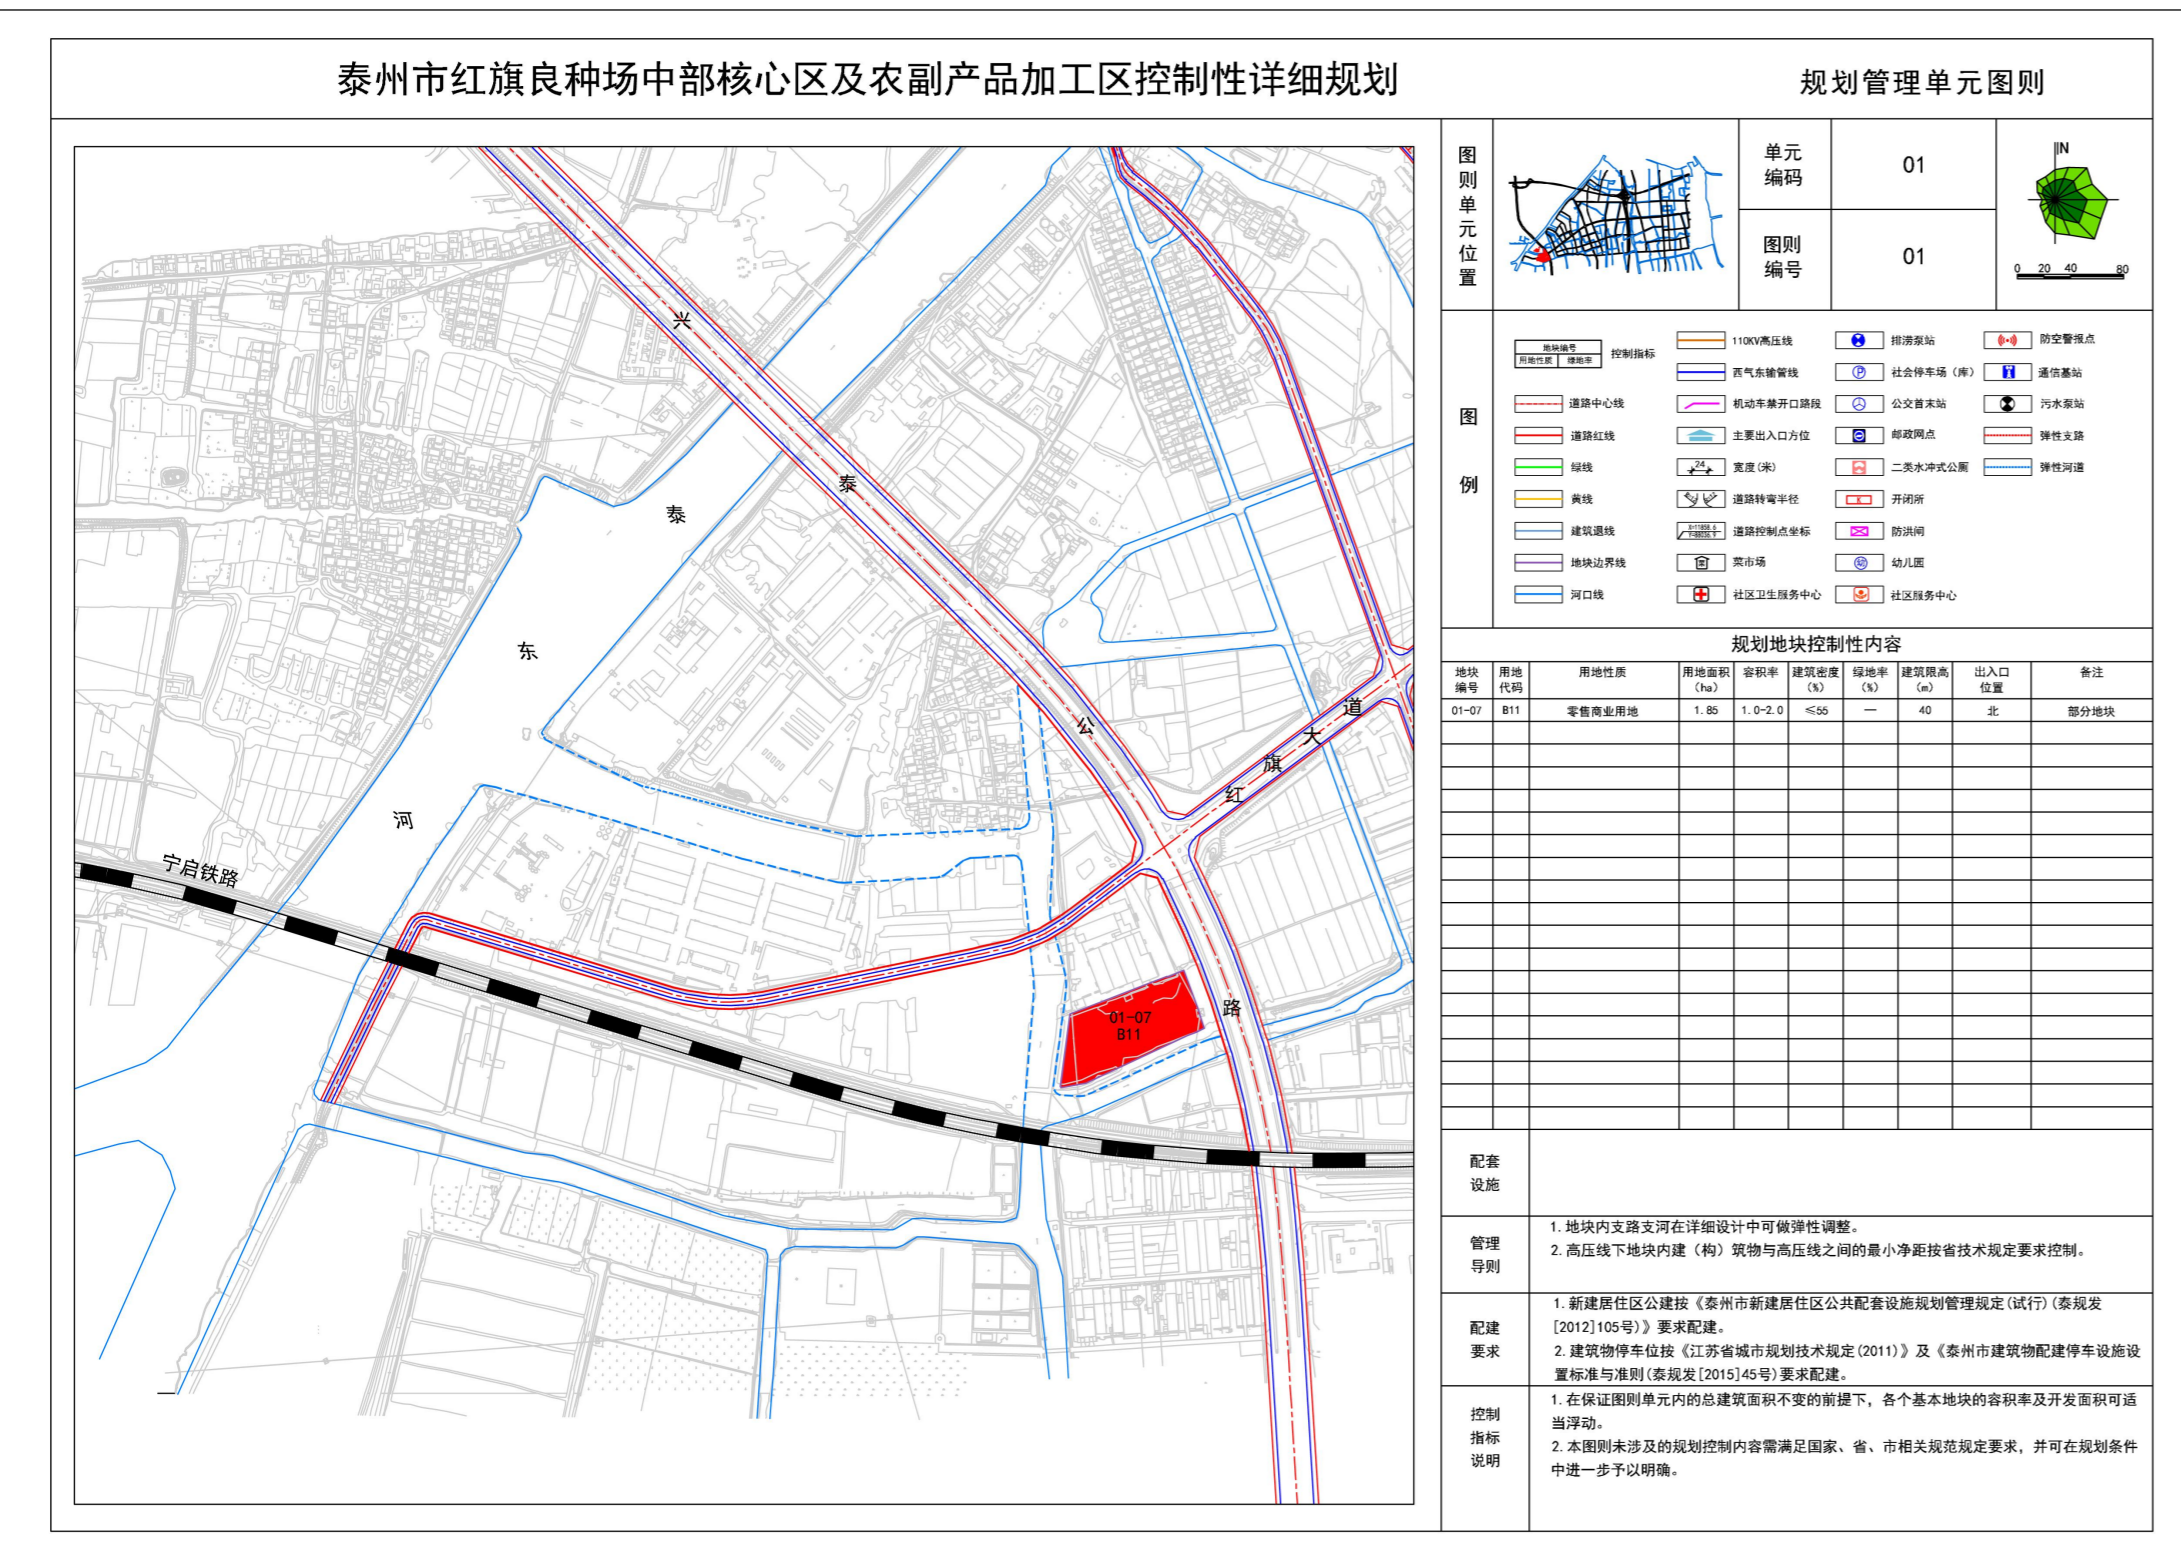 泰州市红旗良种场中部核心区及农副产品加工区控制性详细规划
规划管理单元图则
图则单元位置
单元编码
01
图则编号
01
N
0 20 40 80
兴
泰
公
路
泰
东
河
红
旗
大
道
宁启铁路
01-07
B11
图例
地块编号
用地性质 绿地率
控制指标
道路中心线
道路红线
绿线
黄线
建筑退线
地块边界线
河口线
110KV高压线
西气东输管线
机动车禁开口路段
主要出入口方位
24
宽度(米)
道路转弯半径
X=11858.6
Y=88036.9
道路控制点坐标
菜市场
社区卫生服务中心
排涝泵站
P
社会停车场（库）
公交首末站
邮政网点
二类水冲式公厕
K
开闭所
防洪闸
幼
幼儿园
社区服务中心
防空警报点
通信基站
污水泵站
弹性支路
弹性河道
规划地块控制性内容
地块编号 用地代码 用地性质 用地面积（ha） 容积率 建筑密度（%） 绿地率（%） 建筑限高（m） 出入口位置 备注
01-07 B11 零售商业用地 1.85 1.0-2.0 ≤55 — 40 北 部分地块
配套设施
管理导则
1.地块内支路支河在详细设计中可做弹性调整。
2.高压线下地块内建（构）筑物与高压线之间的最小净距按省技术规定要求控制。
配建要求
1.新建居住区公建按《泰州市新建居住区公共配套设施规划管理规定(试行)(泰规发
[2012]105号)》要求配建。
2.建筑物停车位按《江苏省城市规划技术规定(2011)》及《泰州市建筑物配建停车设施设
置标准与准则(泰规发[2015]45号)要求配建。
控制指标说明
1.在保证图则单元内的总建筑面积不变的前提下，各个基本地块的容积率及开发面积可适
当浮动。
2.本图则未涉及的规划控制内容需满足国家、省、市相关规范规定要求，并可在规划条件
中进一步予以明确。